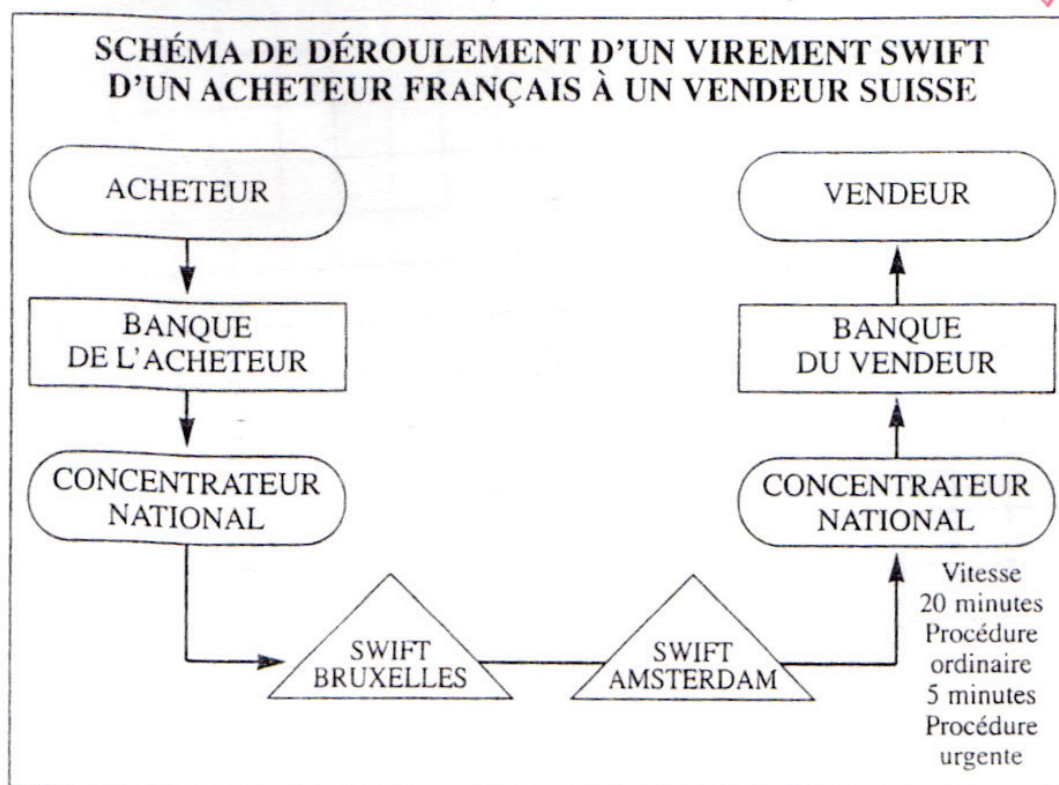 SCHÉMA DE DÉROULEMENT D'UN VIREMENT SWIFT
D'UN ACHETEUR FRANÇAIS À UN VENDEUR SUISSE
ACHETEUR
BANQUE
DE L'ACHETEUR
CONCENTRATEUR
NATIONAL
SWIFT
BRUXELLES
SWIFT
AMSTERDAM
VENDEUR
BANQUE
DU VENDEUR
CONCENTRATEUR
NATIONAL
Vitesse
20 minutes
Procédure
ordinaire
5 minutes
Procédure
urgente